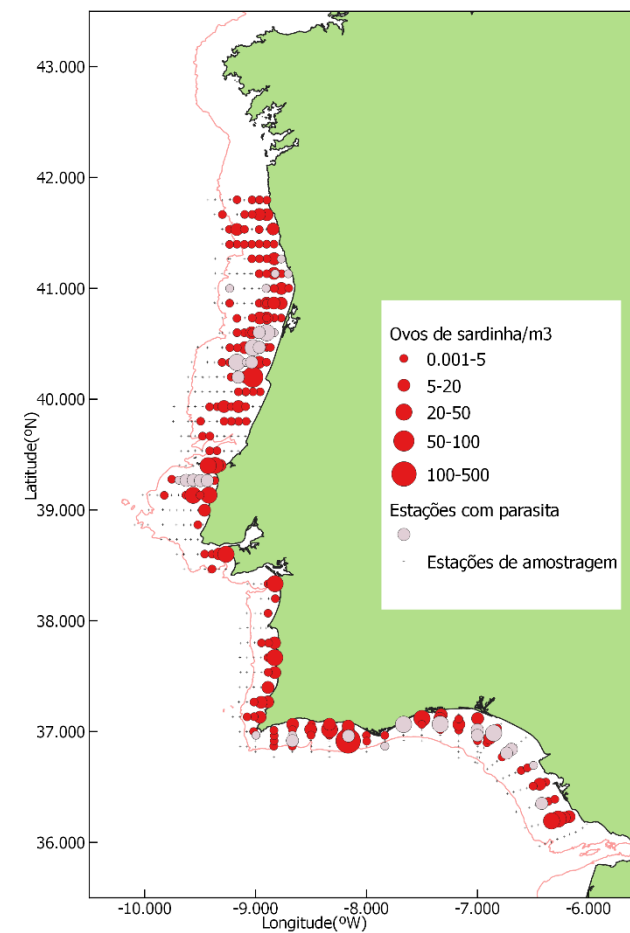 43.000
42.000
41.000
40.000
39.000
38.000
37.000
36.000
Latitude(ºN)
Ovos de sardinha/m3
0.001-5
5-20
20-50
50-100
100-500
Estações com parasita
Estações de amostragem
-10.000 -9.000 -8.000 -7.000 -6.000
Longitude(ºW)